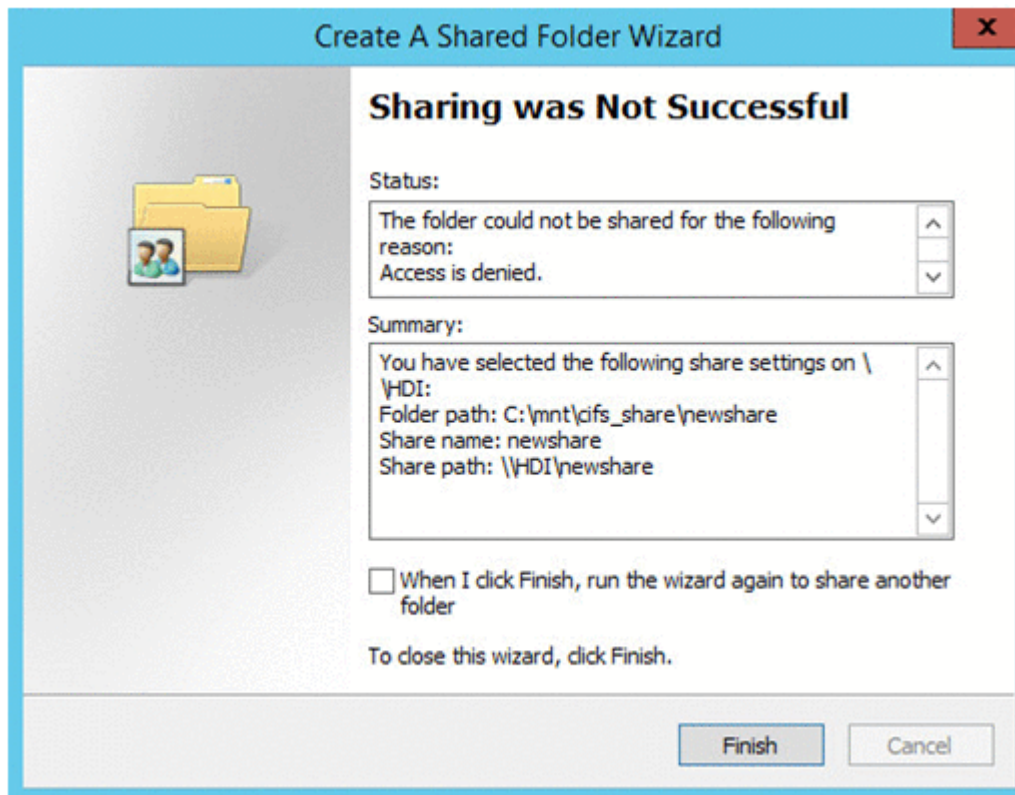 Create A Shared Folder Wizard
x
Sharing was Not Successful
Status:
The folder could not be shared for the following
reason:
Access is denied.
Summary:
You have selected the following share settings on \
\HDI:
Folder path: C:\mnt\cifs_share\newshare
Share name: newshare
Share path: \\HDI\newshare
When I click Finish, run the wizard again to share another
folder
To close this wizard, click Finish.
Finish
Cancel